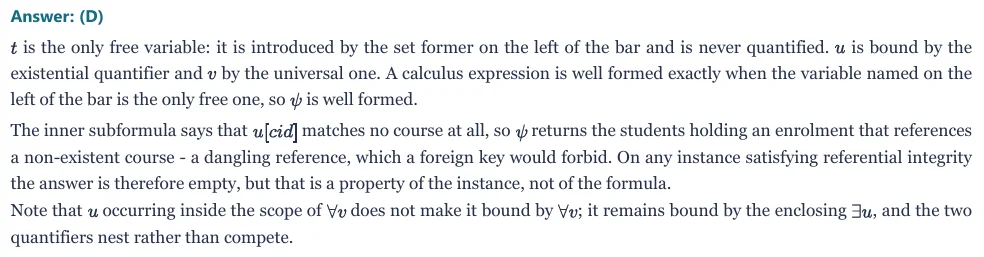 Answer: (D)
t is the only free variable: it is introduced by the set former on the left of the bar and is never quantified. u is bound by the
existential quantifier and v by the universal one. A calculus expression is well formed exactly when the variable named on the
left of the bar is the only free one, so ψ is well formed.
The inner subformula says that u[cid] matches no course at all, so ψ returns the students holding an enrolment that references
a non-existent course - a dangling reference, which a foreign key would forbid. On any instance satisfying referential integrity
the answer is therefore empty, but that is a property of the instance, not of the formula.
Note that u occurring inside the scope of ∀v does not make it bound by ∀v; it remains bound by the enclosing ∃u, and the two
quantifiers nest rather than compete.